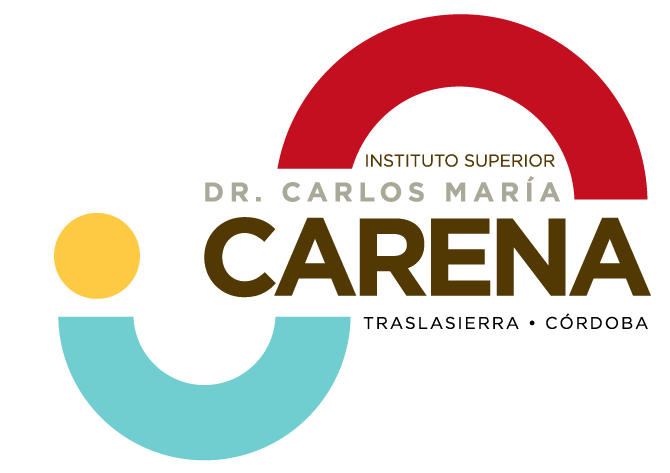 INSTITUTO SUPERIOR
DR. CARLOS MARÍA
CARENA
TRASLASIERRA • CÓRDOBA